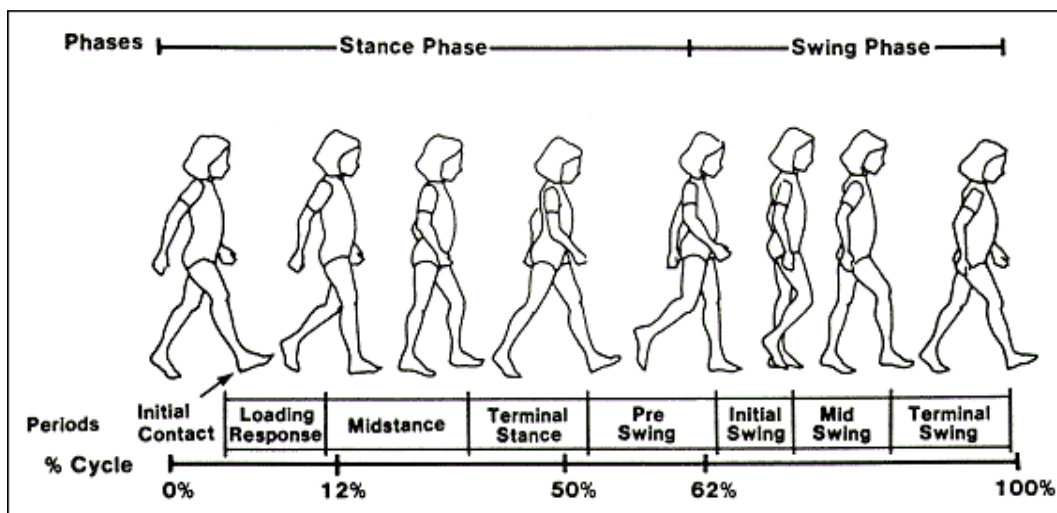 Phases Stance Phase Swing Phase
Initial Contact
Loading Response
Midstance
Terminal Stance
Pre Swing
Initial Swing
Mid Swing
Terminal Swing
Periods
% Cycle
0% 12% 50% 62% 100%